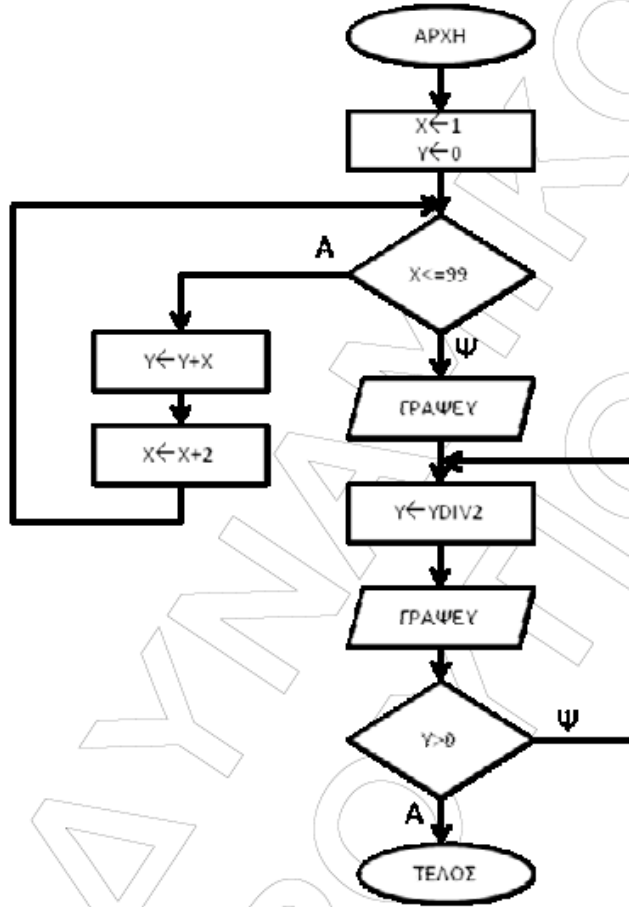 ΑΡΧΗ
X←1
Y←0
Α
X<=99
Ψ
Y←Y+X
ΓΡΑΨΕΥ
X←X+2
Y←YDIV2
ΓΡΑΨΕΥ
Ψ
Y>0
Α
ΤΕΛΟΣ